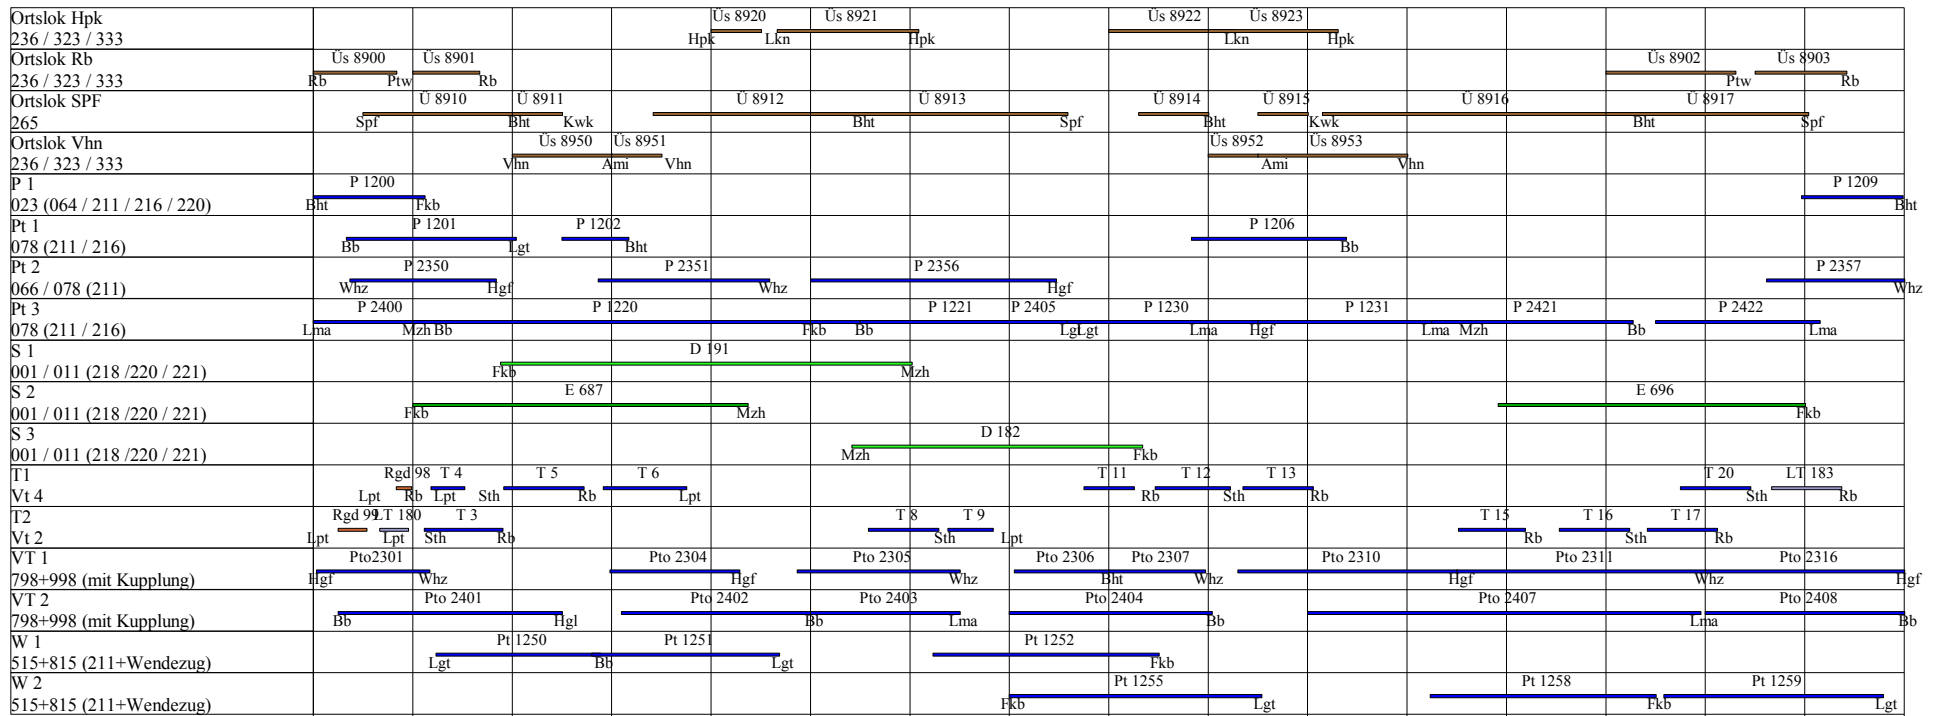 Ortslok Hpk Üs 8920 Üs 8921 Üs 8922 Üs 8923
236 / 323 / 333 Hpk Lkn Hpk Lkn Hpk
Ortslok Rb Üs 8900 Üs 8901 Üs 8902 Üs 8903
236 / 323 / 333 Rb Ptw Rb Ptw Rb
Ortslok SPF Ü 8910 Ü 8911 Ü 8912 Ü 8913 Ü 8914 Ü 8915 Ü 8916 Ü 8917
265 Spf Bht Kwk Bht Spf Bht Kwk Bht Spf
Ortslok Vhn Üs 8950 Üs 8951 Üs 8952 Üs 8953
236 / 323 / 333 Vhn Ami Vhn Ami Vhn
P 1 P 1200 P 1209
023 (064 / 211 / 216 / 220) Bht Fkb Bht
Pt 1 P 1201 P 1202 P 1206
078 (211 / 216) Bb Lgt Bht Bb
Pt 2 P 2350 P 2351 P 2356 P 2357
066 / 078 (211) Whz Hgf Whz Hgf Whz
Pt 3 P 2400 P 1220 P 1221 P 2405 P 1230 P 1231 P 2421 P 2422
078 (211 / 216) Lma Mzh Bb Fkb Bb Lgt Lgt Lma Hgf Lma Mzh Bb Lma
S 1 D 191
001 / 011 (218 /220 / 221) Fkb Mzh
S 2 E 687 E 696
001 / 011 (218 /220 / 221) Fkb Mzh Fkb
S 3 D 182
001 / 011 (218 /220 / 221) Mzh Fkb
T1 Rgd 98 T 4 T 5 T 6 T 11 T 12 T 13 T 20 LT 183
Vt 4 Lpt Rb Lpt Sth Rb Lpt Rb Sth Rb Sth Rb
T2 Rgd 99 LT 180 T 3 T 8 T 9 T 15 T 16 T 17
Vt 2 Lpt Lpt Sth Rb Sth Lpt Rb Sth Rb
VT 1 Pto2301 Pto 2304 Pto 2305 Pto 2306 Pto 2307 Pto 2310 Pto 2311 Pto 2316
798+998 (mit Kupplung) Hgf Whz Hgf Whz Bht Whz Hgf Whz Hgf
VT 2 Pto 2401 Pto 2402 Pto 2403 Pto 2404 Pto 2407 Pto 2408
798+998 (mit Kupplung) Bb Hgl Bb Lma Bb Lma Bb
W 1 Pt 1250 Pt 1251 Pt 1252
515+815 (211+Wendezug) Lgt Bb Lgt Fkb
W 2 Pt 1255 Pt 1258 Pt 1259
515+815 (211+Wendezug) Fkb Lgt Fkb Lgt